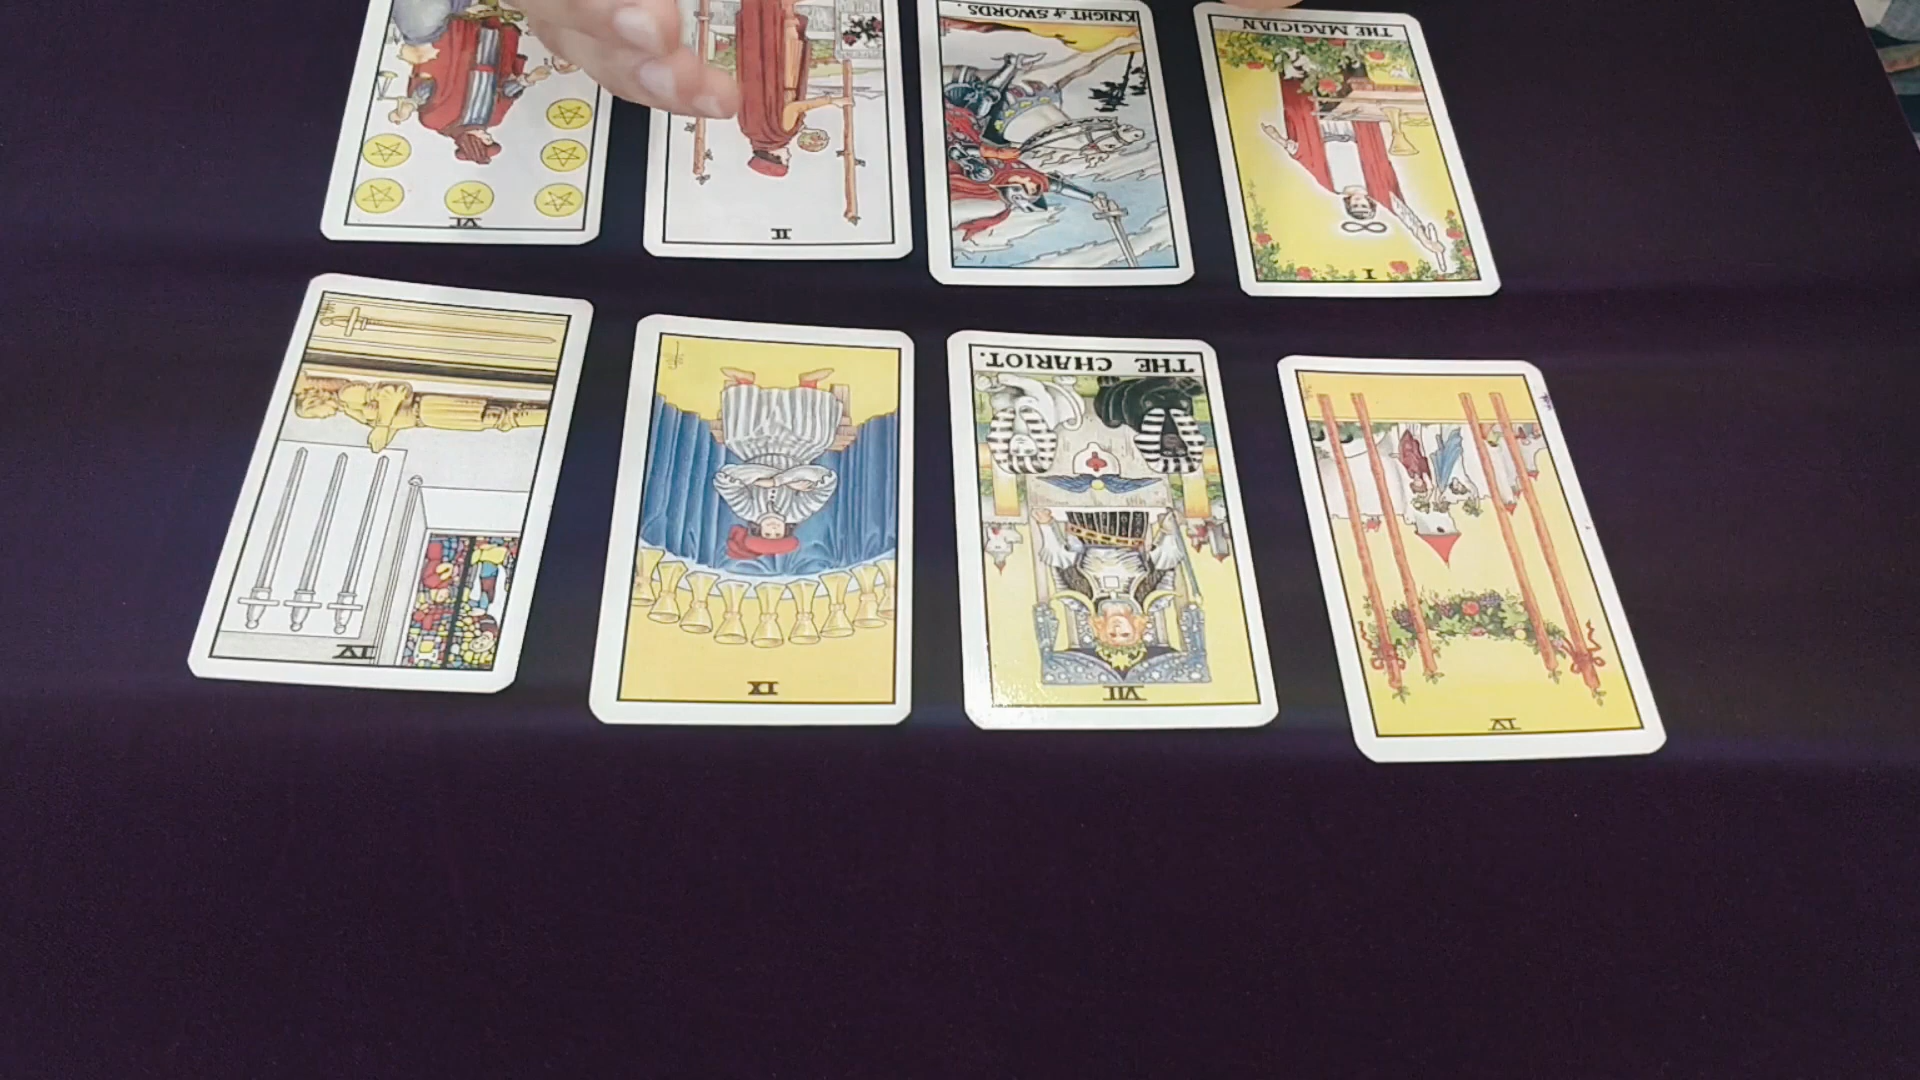 KNIGHT of SWORDS.
THE MAGICIAN.
VI
II
I
THE CHARIOT.
IV
IX
VII
IV